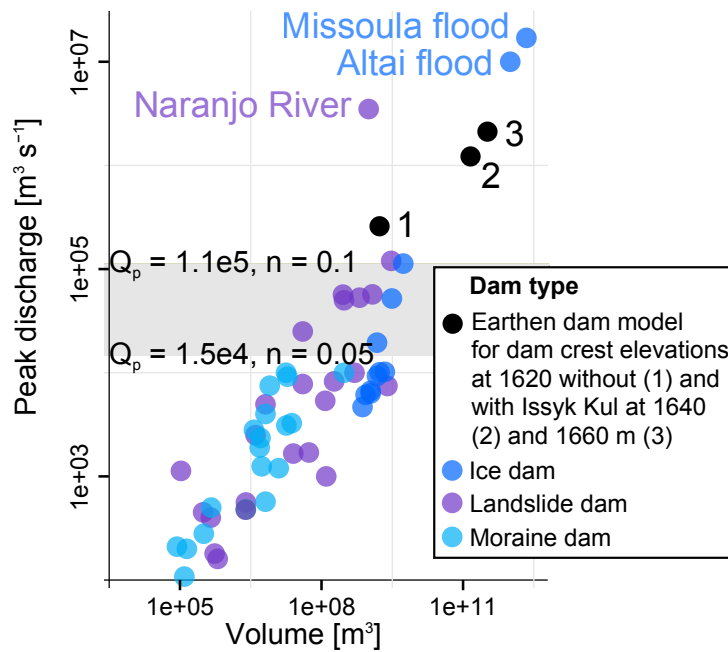 Missoula flood
Altai flood
Naranjo River
3
2
1
Peak discharge [m³ s⁻¹]
1e+07
1e+05
1e+03
Qₚ = 1.1e5, n = 0.1
Qₚ = 1.5e4, n = 0.05
Dam type
Earthen dam model
for dam crest elevations
at 1620 without (1) and
with Issyk Kul at 1640
(2) and 1660 m (3)
Ice dam
Landslide dam
Moraine dam
1e+05
1e+08
1e+11
Volume [m³]